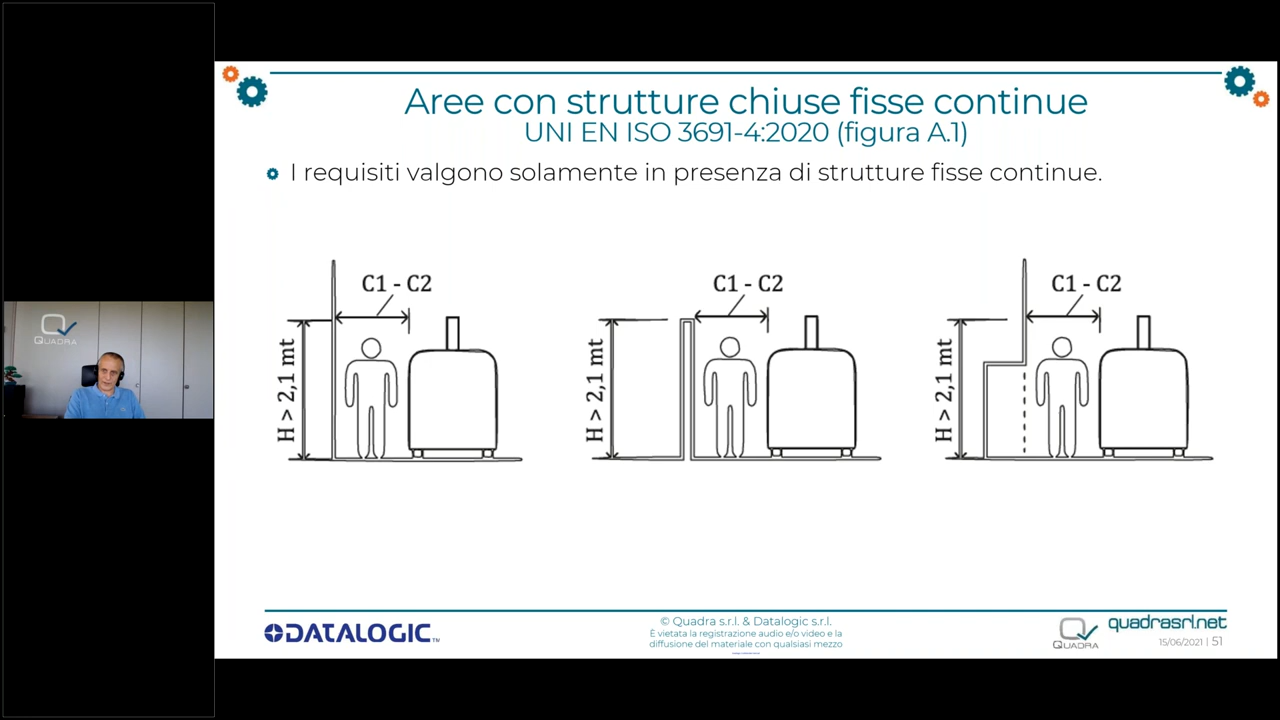 Aree con strutture chiuse fisse continue
UNI EN ISO 3691-4:2020 (figura A.1)
I requisiti valgono solamente in presenza di strutture fisse continue.
C1 - C2
H > 2,1 mt
C1 - C2
H > 2,1 mt
C1 - C2
H > 2,1 mt
QUADRA
DATALOGIC™
© Quadra s.r.l. & Datalogic s.r.l.
È vietata la registrazione audio e/o video e la
diffusione del materiale con qualsiasi mezzo
QUADRA
quadrasrl.net
15/06/2021 | 51